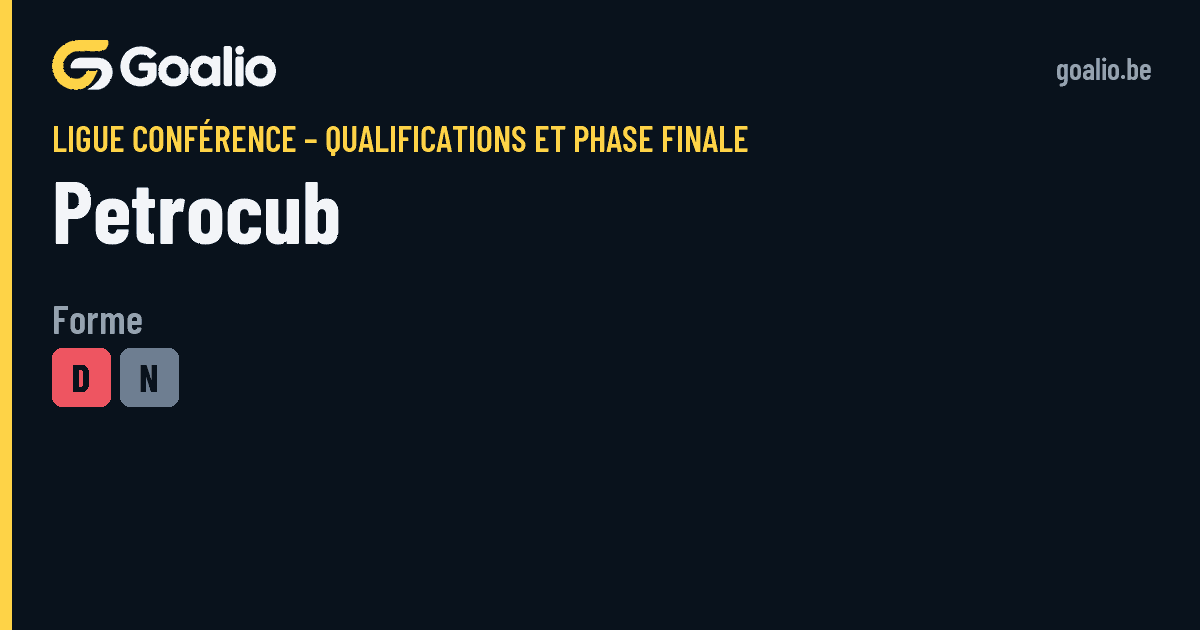 Goalio
goalio.be
LIGUE CONFÉRENCE – QUALIFICATIONS ET PHASE FINALE
Petrocub
Forme
D N